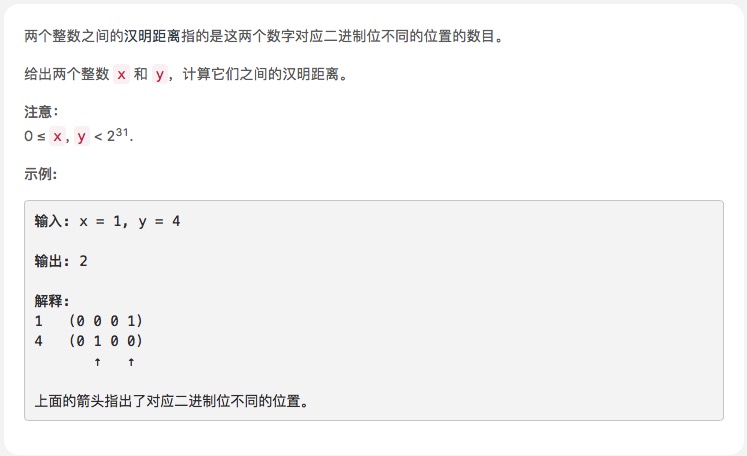 两个整数之间的汉明距离指的是这两个数字对应二进制位不同的位置的数目。
给出两个整数 x 和 y，计算它们之间的汉明距离。
注意：
0 ≤ x, y < 2³¹.
示例:
输入: x = 1, y = 4
输出: 2
解释:
1   (0 0 0 1)
4   (0 1 0 0)
       ↑   ↑
上面的箭头指出了对应二进制位不同的位置。